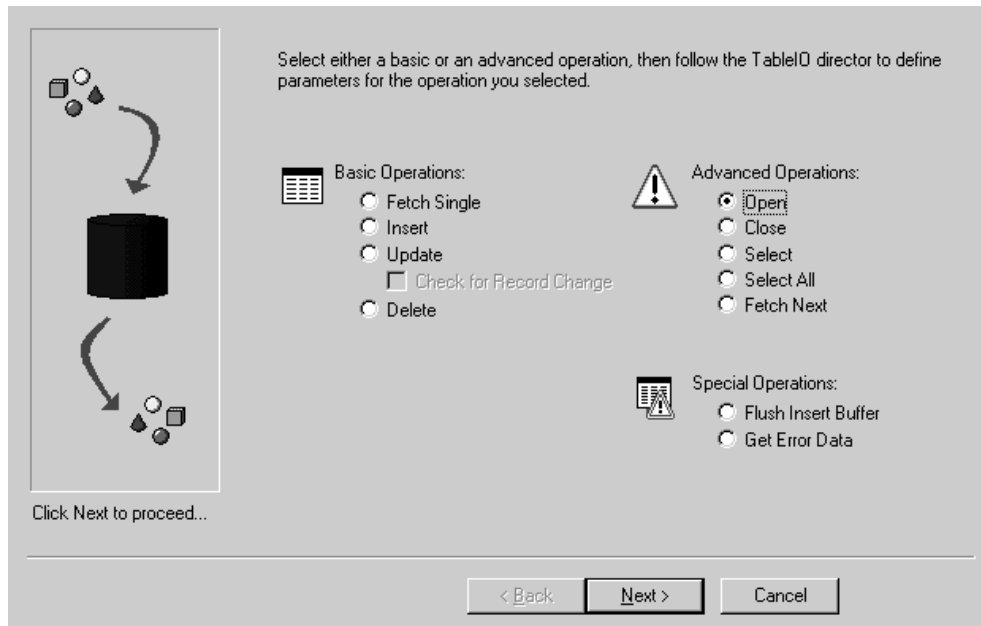 Select either a basic or an advanced operation, then follow the TableIO director to define
parameters for the operation you selected.
Basic Operations:
Fetch Single
Insert
Update
Check for Record Change
Delete
Advanced Operations:
Open
Close
Select
Select All
Fetch Next
Special Operations:
Flush Insert Buffer
Get Error Data
Click Next to proceed...
< Back
Next >
Cancel